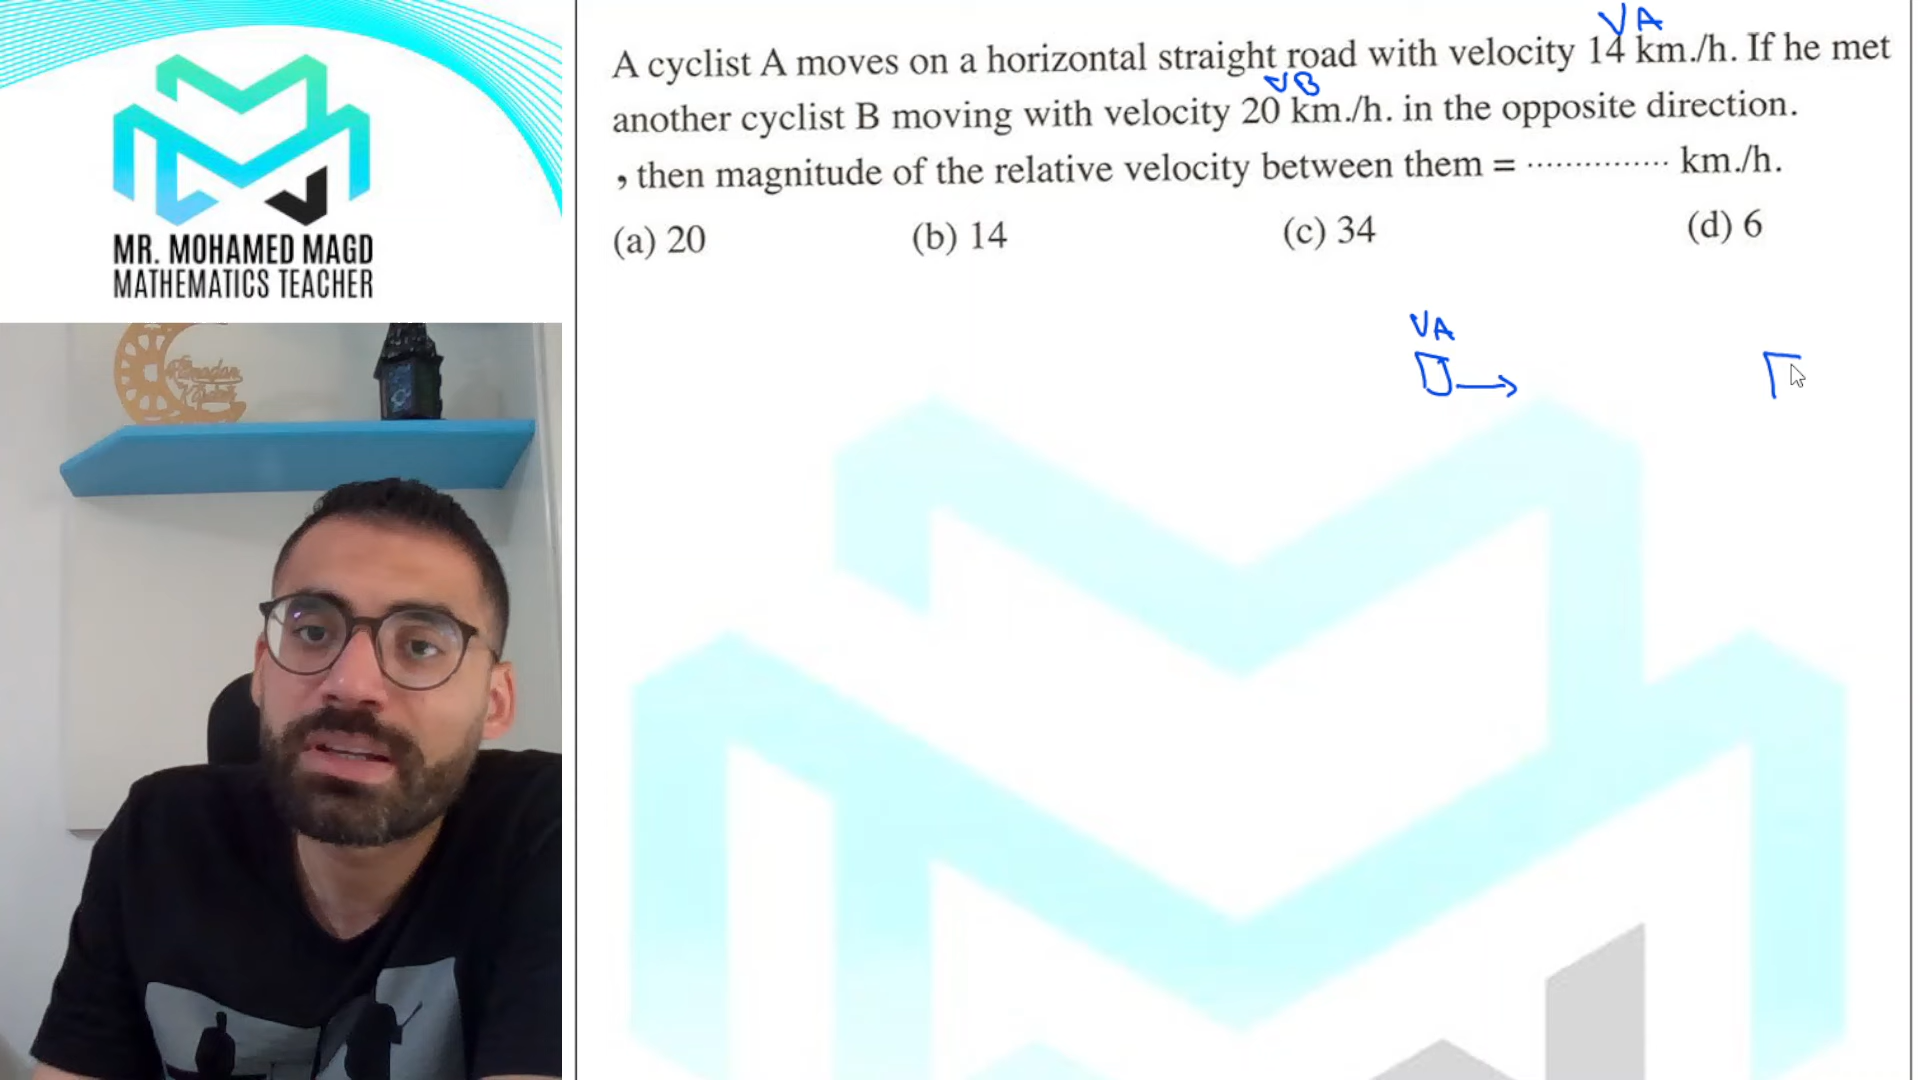 MR. MOHAMED MAGD
MATHEMATICS TEACHER
VA
A cyclist A moves on a horizontal straight road with velocity 14 km./h. If he met
VB
another cyclist B moving with velocity 20 km./h. in the opposite direction.
, then magnitude of the relative velocity between them = ............... km./h.
(a) 20 (b) 14 (c) 34 (d) 6
VA
Ramadan